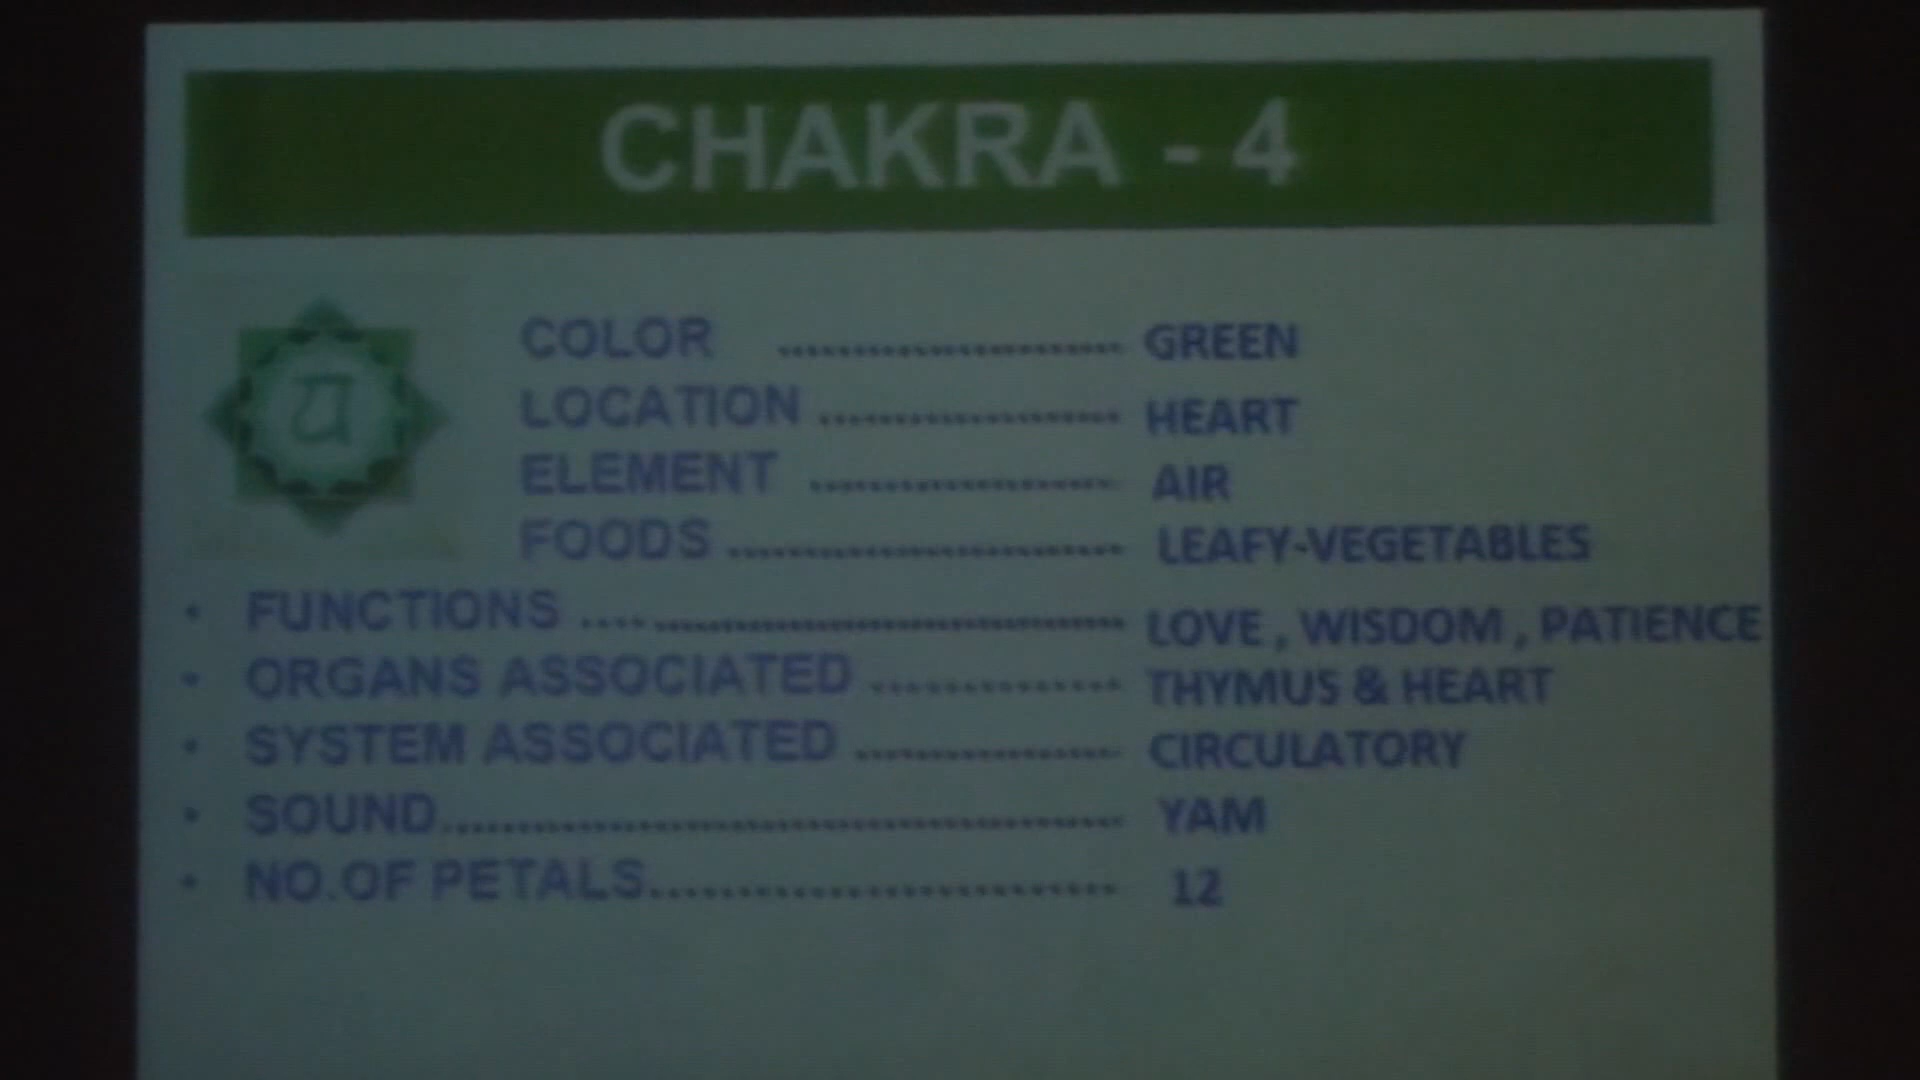 CHAKRA - 4
य
COLOR ........................ GREEN
LOCATION ..................... HEART
ELEMENT ...................... AIR
FOODS ............................ LEAFY-VEGETABLES
• FUNCTIONS .... ................................. LOVE , WISDOM , PATIENCE
• ORGANS ASSOCIATED .................. THYMUS & HEART
• SYSTEM ASSOCIATED ................... CIRCULATORY
• SOUND................................................ YAM
• NO.OF PETALS................................. 12